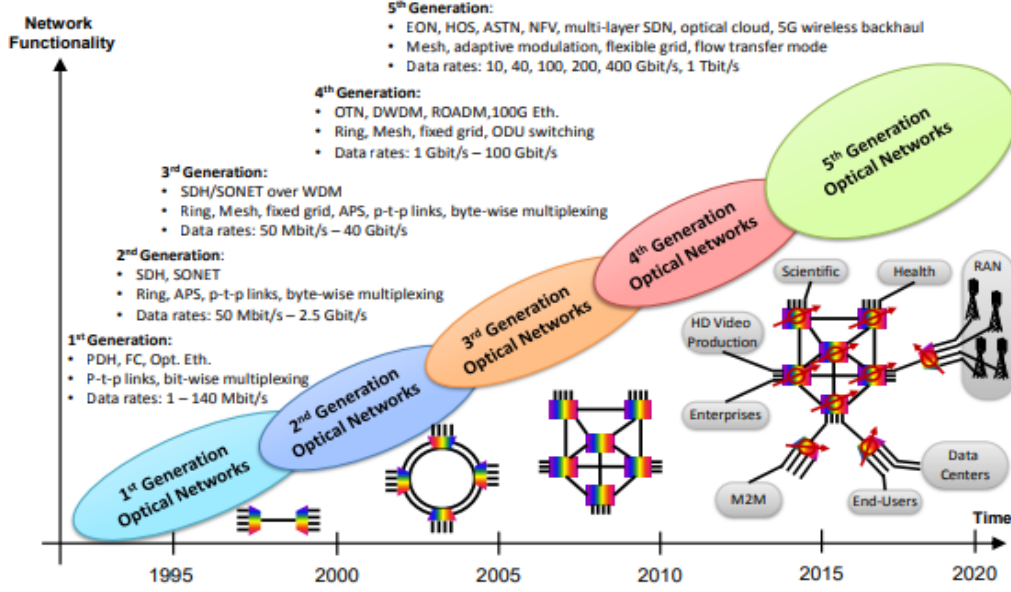 Network
Functionality
5th Generation:
• EON, HOS, ASTN, NFV, multi-layer SDN, optical cloud, 5G wireless backhaul
• Mesh, adaptive modulation, flexible grid, flow transfer mode
• Data rates: 10, 40, 100, 200, 400 Gbit/s, 1 Tbit/s
4th Generation:
• OTN, DWDM, ROADM,100G Eth.
• Ring, Mesh, fixed grid, ODU switching
• Data rates: 1 Gbit/s – 100 Gbit/s
3rd Generation:
• SDH/SONET over WDM
• Ring, Mesh, fixed grid, APS, p-t-p links, byte-wise multiplexing
• Data rates: 50 Mbit/s – 40 Gbit/s
2nd Generation:
• SDH, SONET
• Ring, APS, p-t-p links, byte-wise multiplexing
• Data rates: 50 Mbit/s – 2.5 Gbit/s
1st Generation:
• PDH, FC, Opt. Eth.
• P-t-p links, bit-wise multiplexing
• Data rates: 1 – 140 Mbit/s
1st Generation
Optical Networks
2nd Generation
Optical Networks
3rd Generation
Optical Networks
4th Generation
Optical Networks
5th Generation
Optical Networks
Scientific
Health
RAN
HD Video
Production
Enterprises
M2M
End-Users
Data
Centers
Time
1995
2000
2005
2010
2015
2020